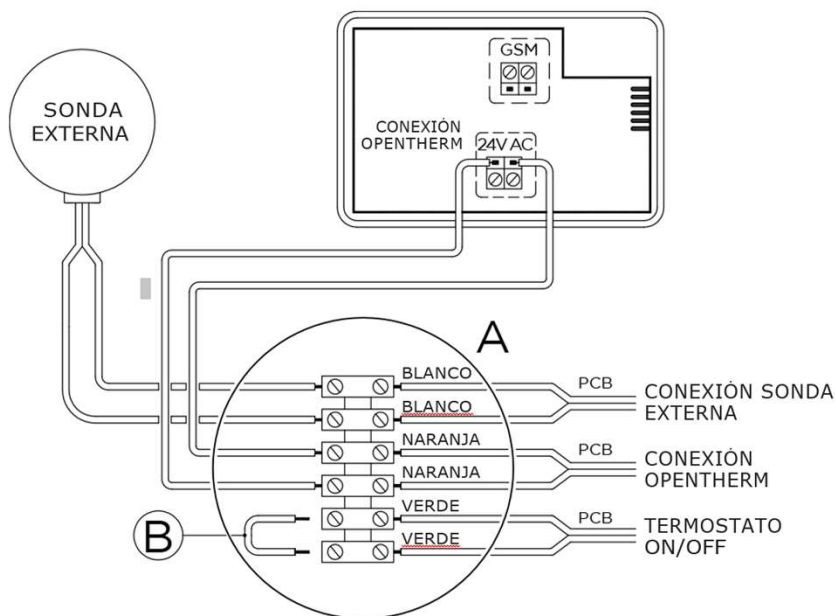 SONDA
EXTERNA
GSM
CONEXIÓN
OPENTHERM
24V AC
A
BLANCO
BLANCO
NARANJA
NARANJA
VERDE
VERDE
B
PCB
CONEXIÓN SONDA
EXTERNA
PCB
CONEXIÓN
OPENTHERM
PCB
TERMOSTATO
ON/OFF